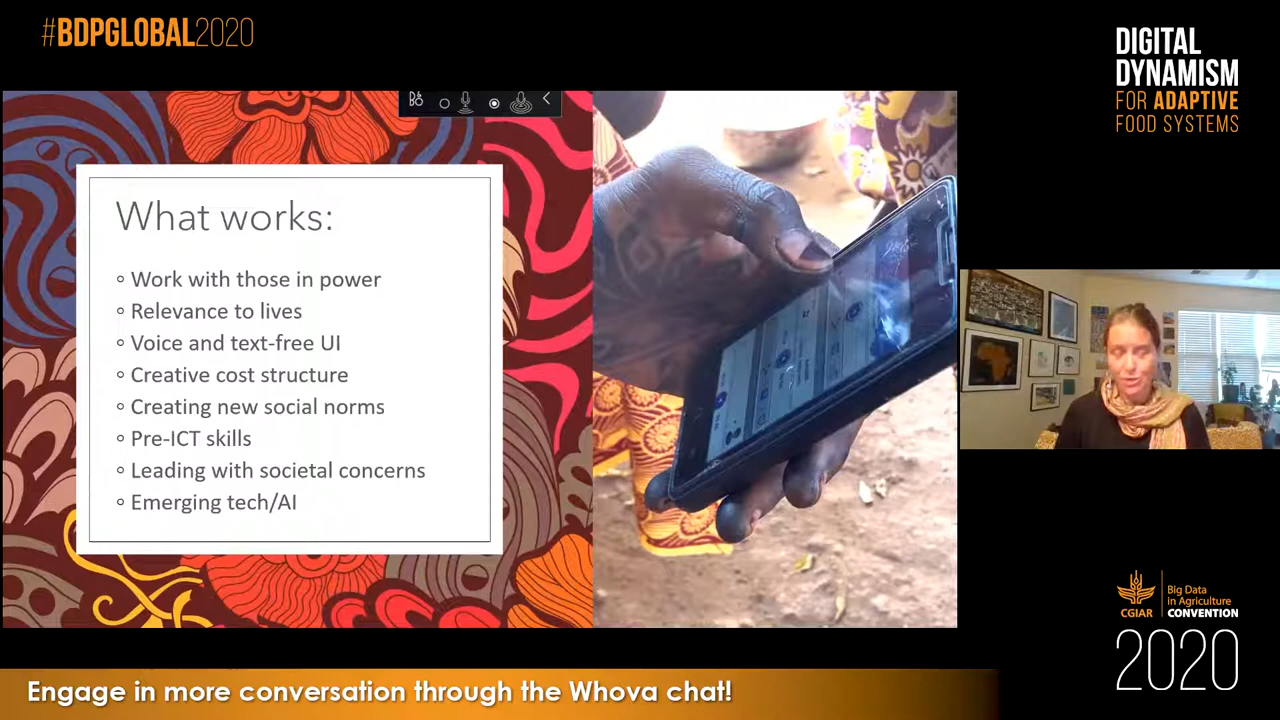 #BDPGLOBAL2020
DIGITAL
DYNAMISM
FOR ADAPTIVE
FOOD SYSTEMS
What works:
Work with those in power
Relevance to lives
Voice and text-free UI
Creative cost structure
Creating new social norms
Pre-ICT skills
Leading with societal concerns
Emerging tech/AI
CGIAR
Big Data
in Agriculture
CONVENTION
2020
Engage in more conversation through the Whova chat!